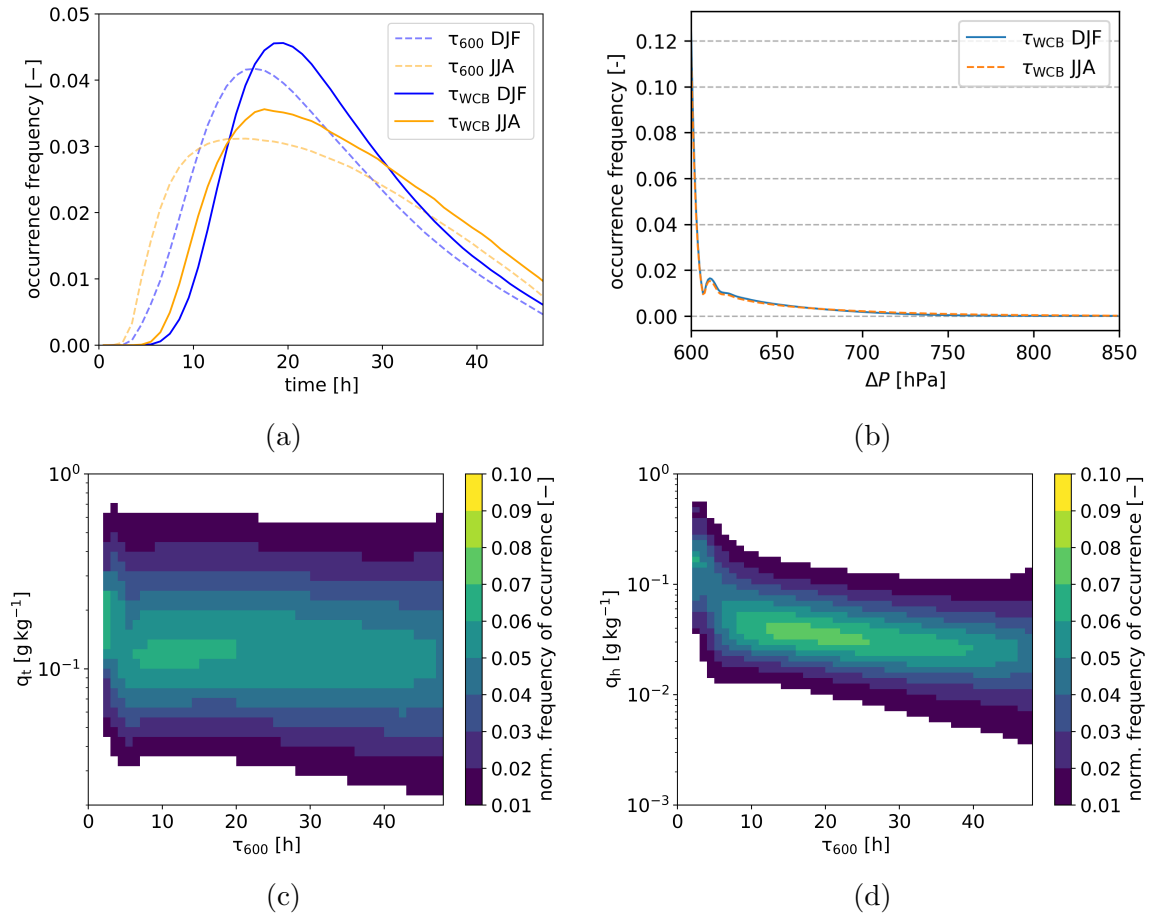 0.05
0.04
0.03
0.02
0.01
0.00
occurrence frequency [−]
0 10 20 30 40
time [h]
τ600 DJF
τ600 JJA
τWCB DJF
τWCB JJA
(a)
0.12
0.10
0.08
0.06
0.04
0.02
0.00
occurrence frequency [-]
600 650 700 750 800 850
ΔP [hPa]
τWCB DJF
τWCB JJA
(b)
10⁰
10⁻¹
qt [g kg⁻¹]
0 10 20 30 40
τ600 [h]
0.10
0.09
0.08
0.07
0.06
0.05
0.04
0.03
0.02
0.01
norm. frequency of occurrence [−]
(c)
10⁰
10⁻¹
10⁻²
10⁻³
qh [g kg⁻¹]
0 10 20 30 40
τ600 [h]
0.10
0.09
0.08
0.07
0.06
0.05
0.04
0.03
0.02
0.01
norm. frequency of occurrence [−]
(d)